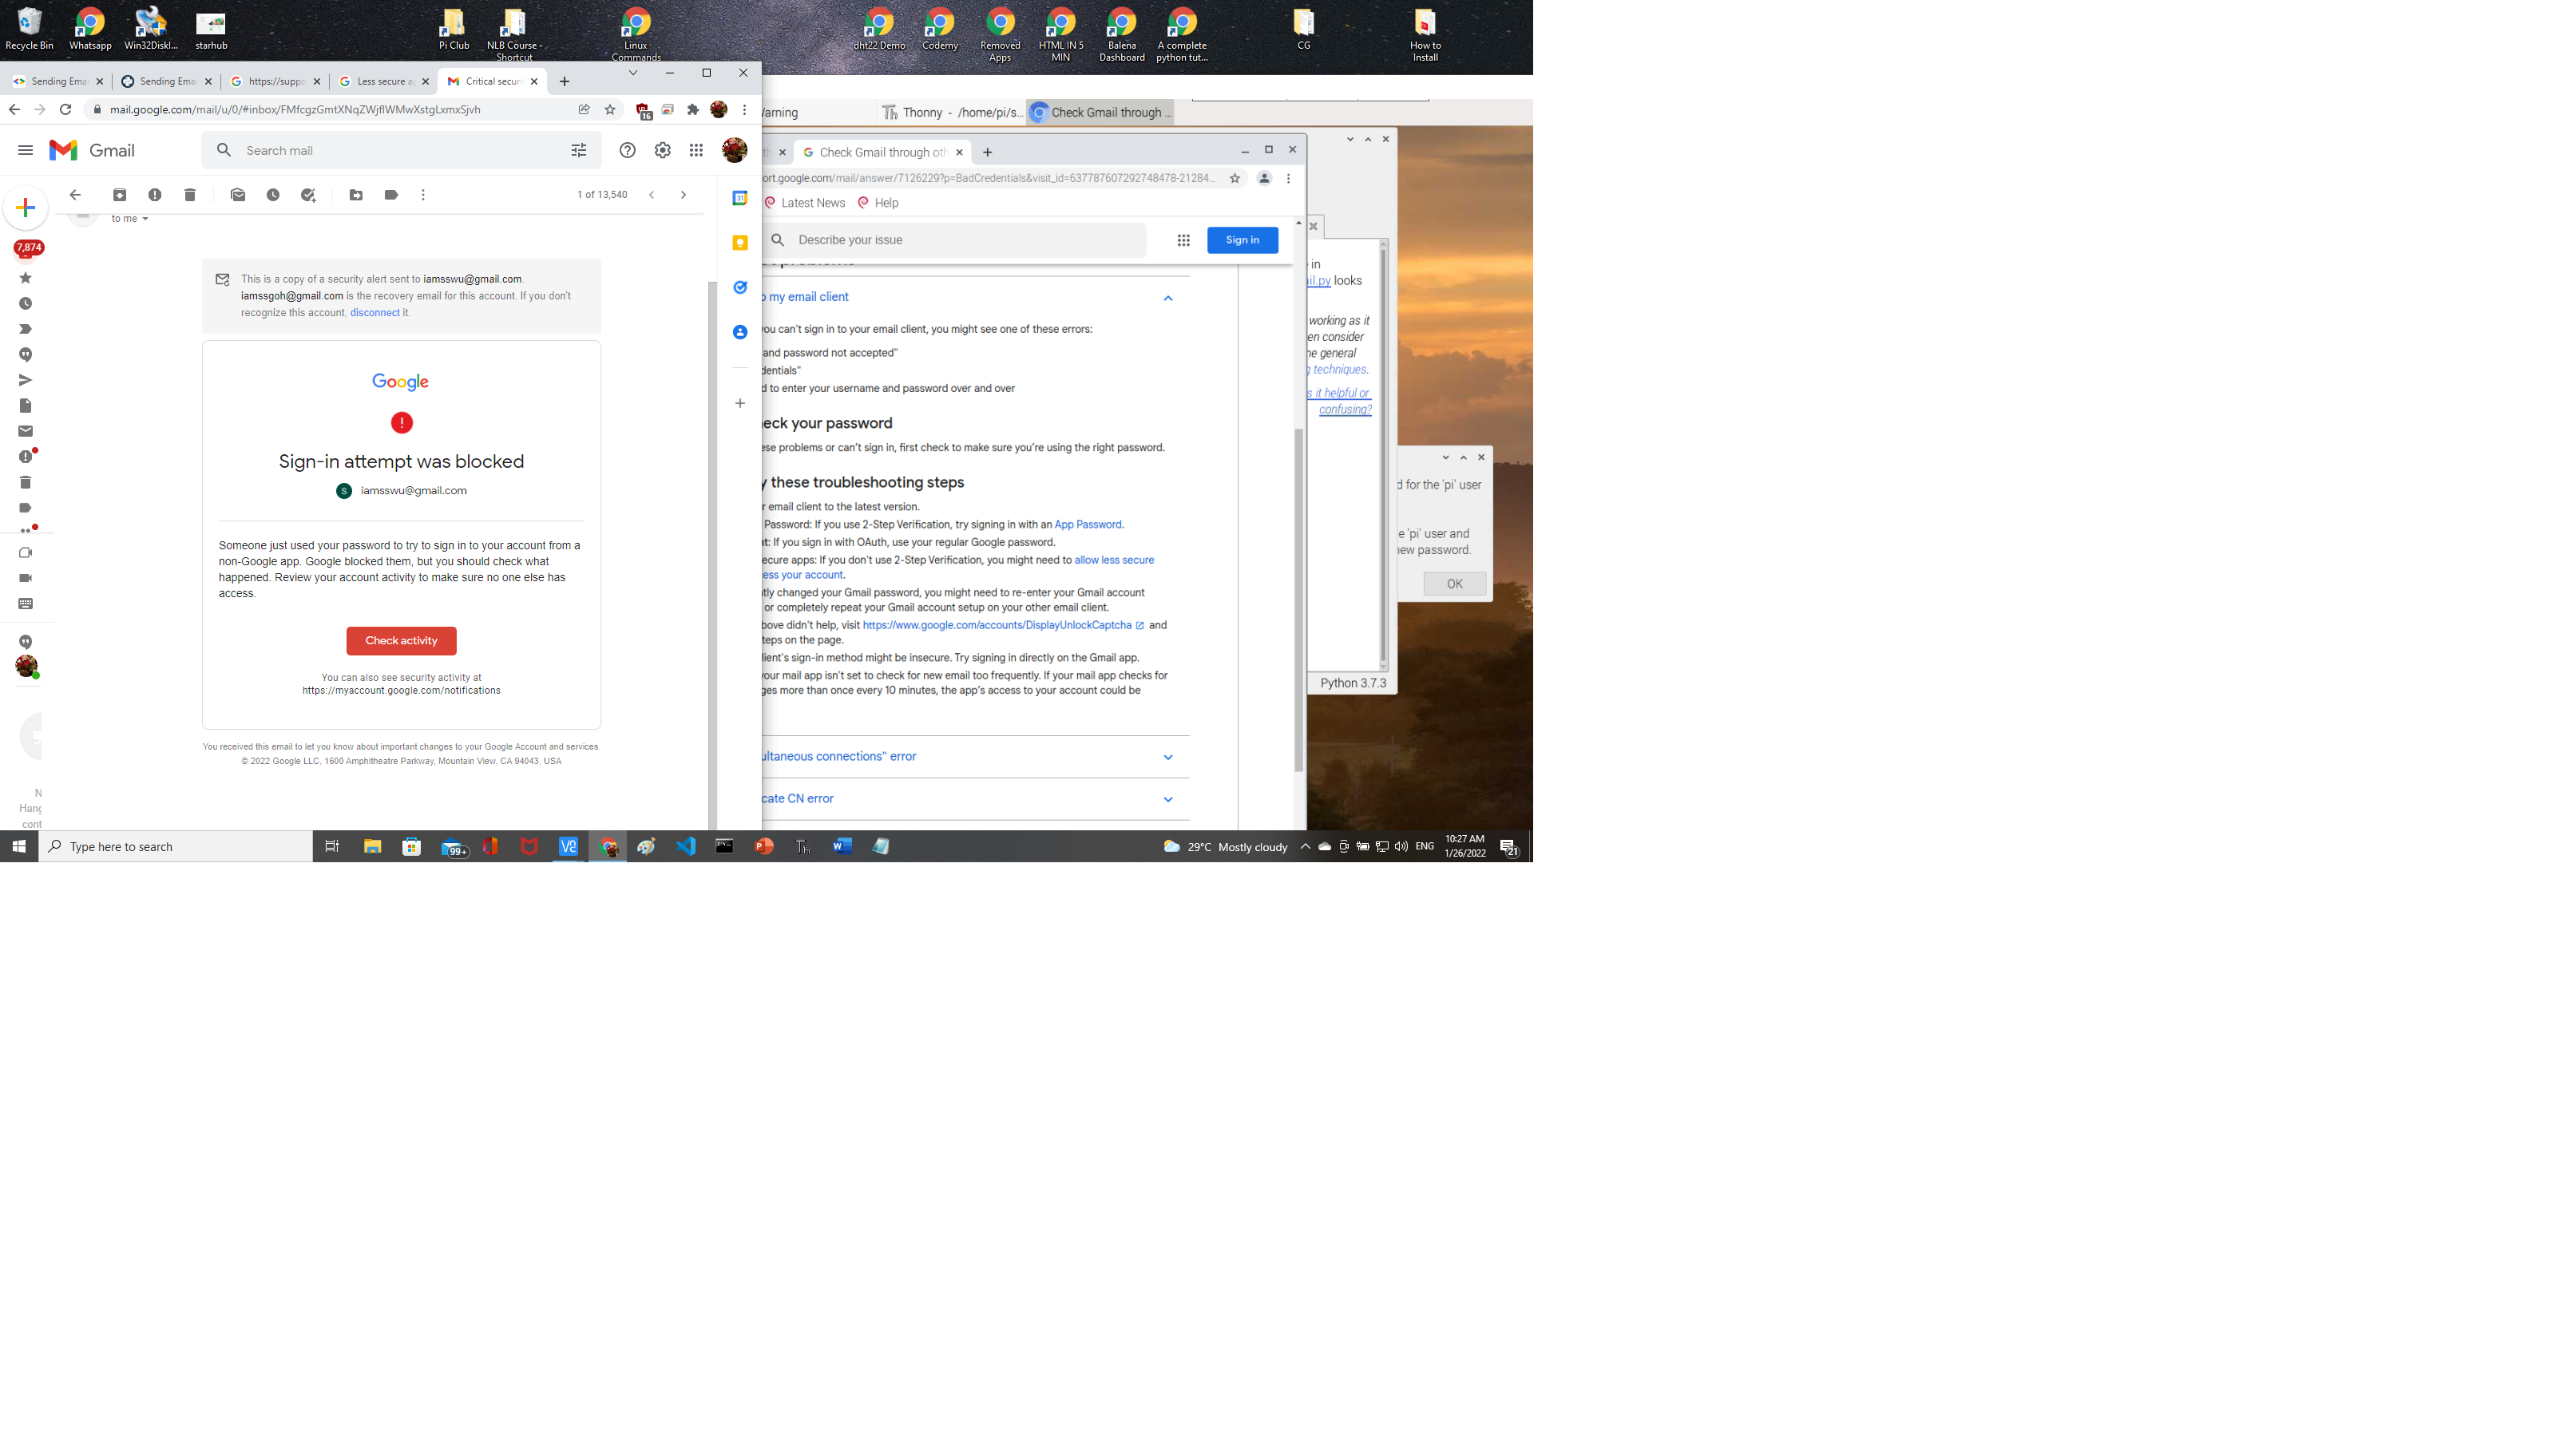 Recycle Bin
Whatsapp
Win32Diskl...
starhub
Pi Club
NLB Course -
Shortcut
Linux
Commands
dht22 Demo
Codemy
Removed
Apps
HTML IN 5
MIN
Balena
Dashboard
A complete
python tut...
CG
How to
Install
Sending Ema
Sending Ema
https://suppo
Less secure a
Critical secur
mail.google.com/mail/u/0/#inbox/FMfcgzGmtXNqZWjflWMwXstgLxmxSjvh
16
Gmail
Search mail
1 of 13,540
to me
7,874
31
This is a copy of a security alert sent to iamsswu@gmail.com.
iamssgoh@gmail.com is the recovery email for this account. If you don't
recognize this account, disconnect it.
Google
Sign-in attempt was blocked
S iamsswu@gmail.com
Someone just used your password to try to sign in to your account from a
non-Google app. Google blocked them, but you should check what
happened. Review your account activity to make sure no one else has
access.
Check activity
You can also see security activity at
https://myaccount.google.com/notifications
You received this email to let you know about important changes to your Google Account and services.
© 2022 Google LLC, 1600 Amphitheatre Parkway, Mountain View, CA 94043, USA
N
Hang
cont
arning
Thonny - /home/pi/s...
Check Gmail through ...
Check Gmail through oth
ort.google.com/mail/answer/7126229?p=BadCredentials&visit_id=637787607292748478-21284...
Latest News
Help
Describe your issue
Sign in
o my email client
you can't sign in to your email client, you might see one of these errors:
and password not accepted"
dentials"
d to enter your username and password over and over
eck your password
ese problems or can't sign in, first check to make sure you're using the right password.
y these troubleshooting steps
r email client to the latest version.
Password: If you use 2-Step Verification, try signing in with an App Password.
nt: If you sign in with OAuth, use your regular Google password.
ecure apps: If you don't use 2-Step Verification, you might need to allow less secure
ess your account.
tly changed your Gmail password, you might need to re-enter your Gmail account
or completely repeat your Gmail account setup on your other email client.
bove didn't help, visit https://www.google.com/accounts/DisplayUnlockCaptcha and
teps on the page.
lient's sign-in method might be insecure. Try signing in directly on the Gmail app.
your mail app isn't set to check for new email too frequently. If your mail app checks for
ges more than once every 10 minutes, the app's access to your account could be
ultaneous connections" error
cate CN error
in
il.py looks
working as it
en consider
he general
g techniques.
s it helpful or
confusing?
Python 3.7.3
d for the 'pi' user
e 'pi' user and
new password.
OK
Type here to search
99+
29°C Mostly cloudy
ENG
10:27 AM
1/26/2022
21